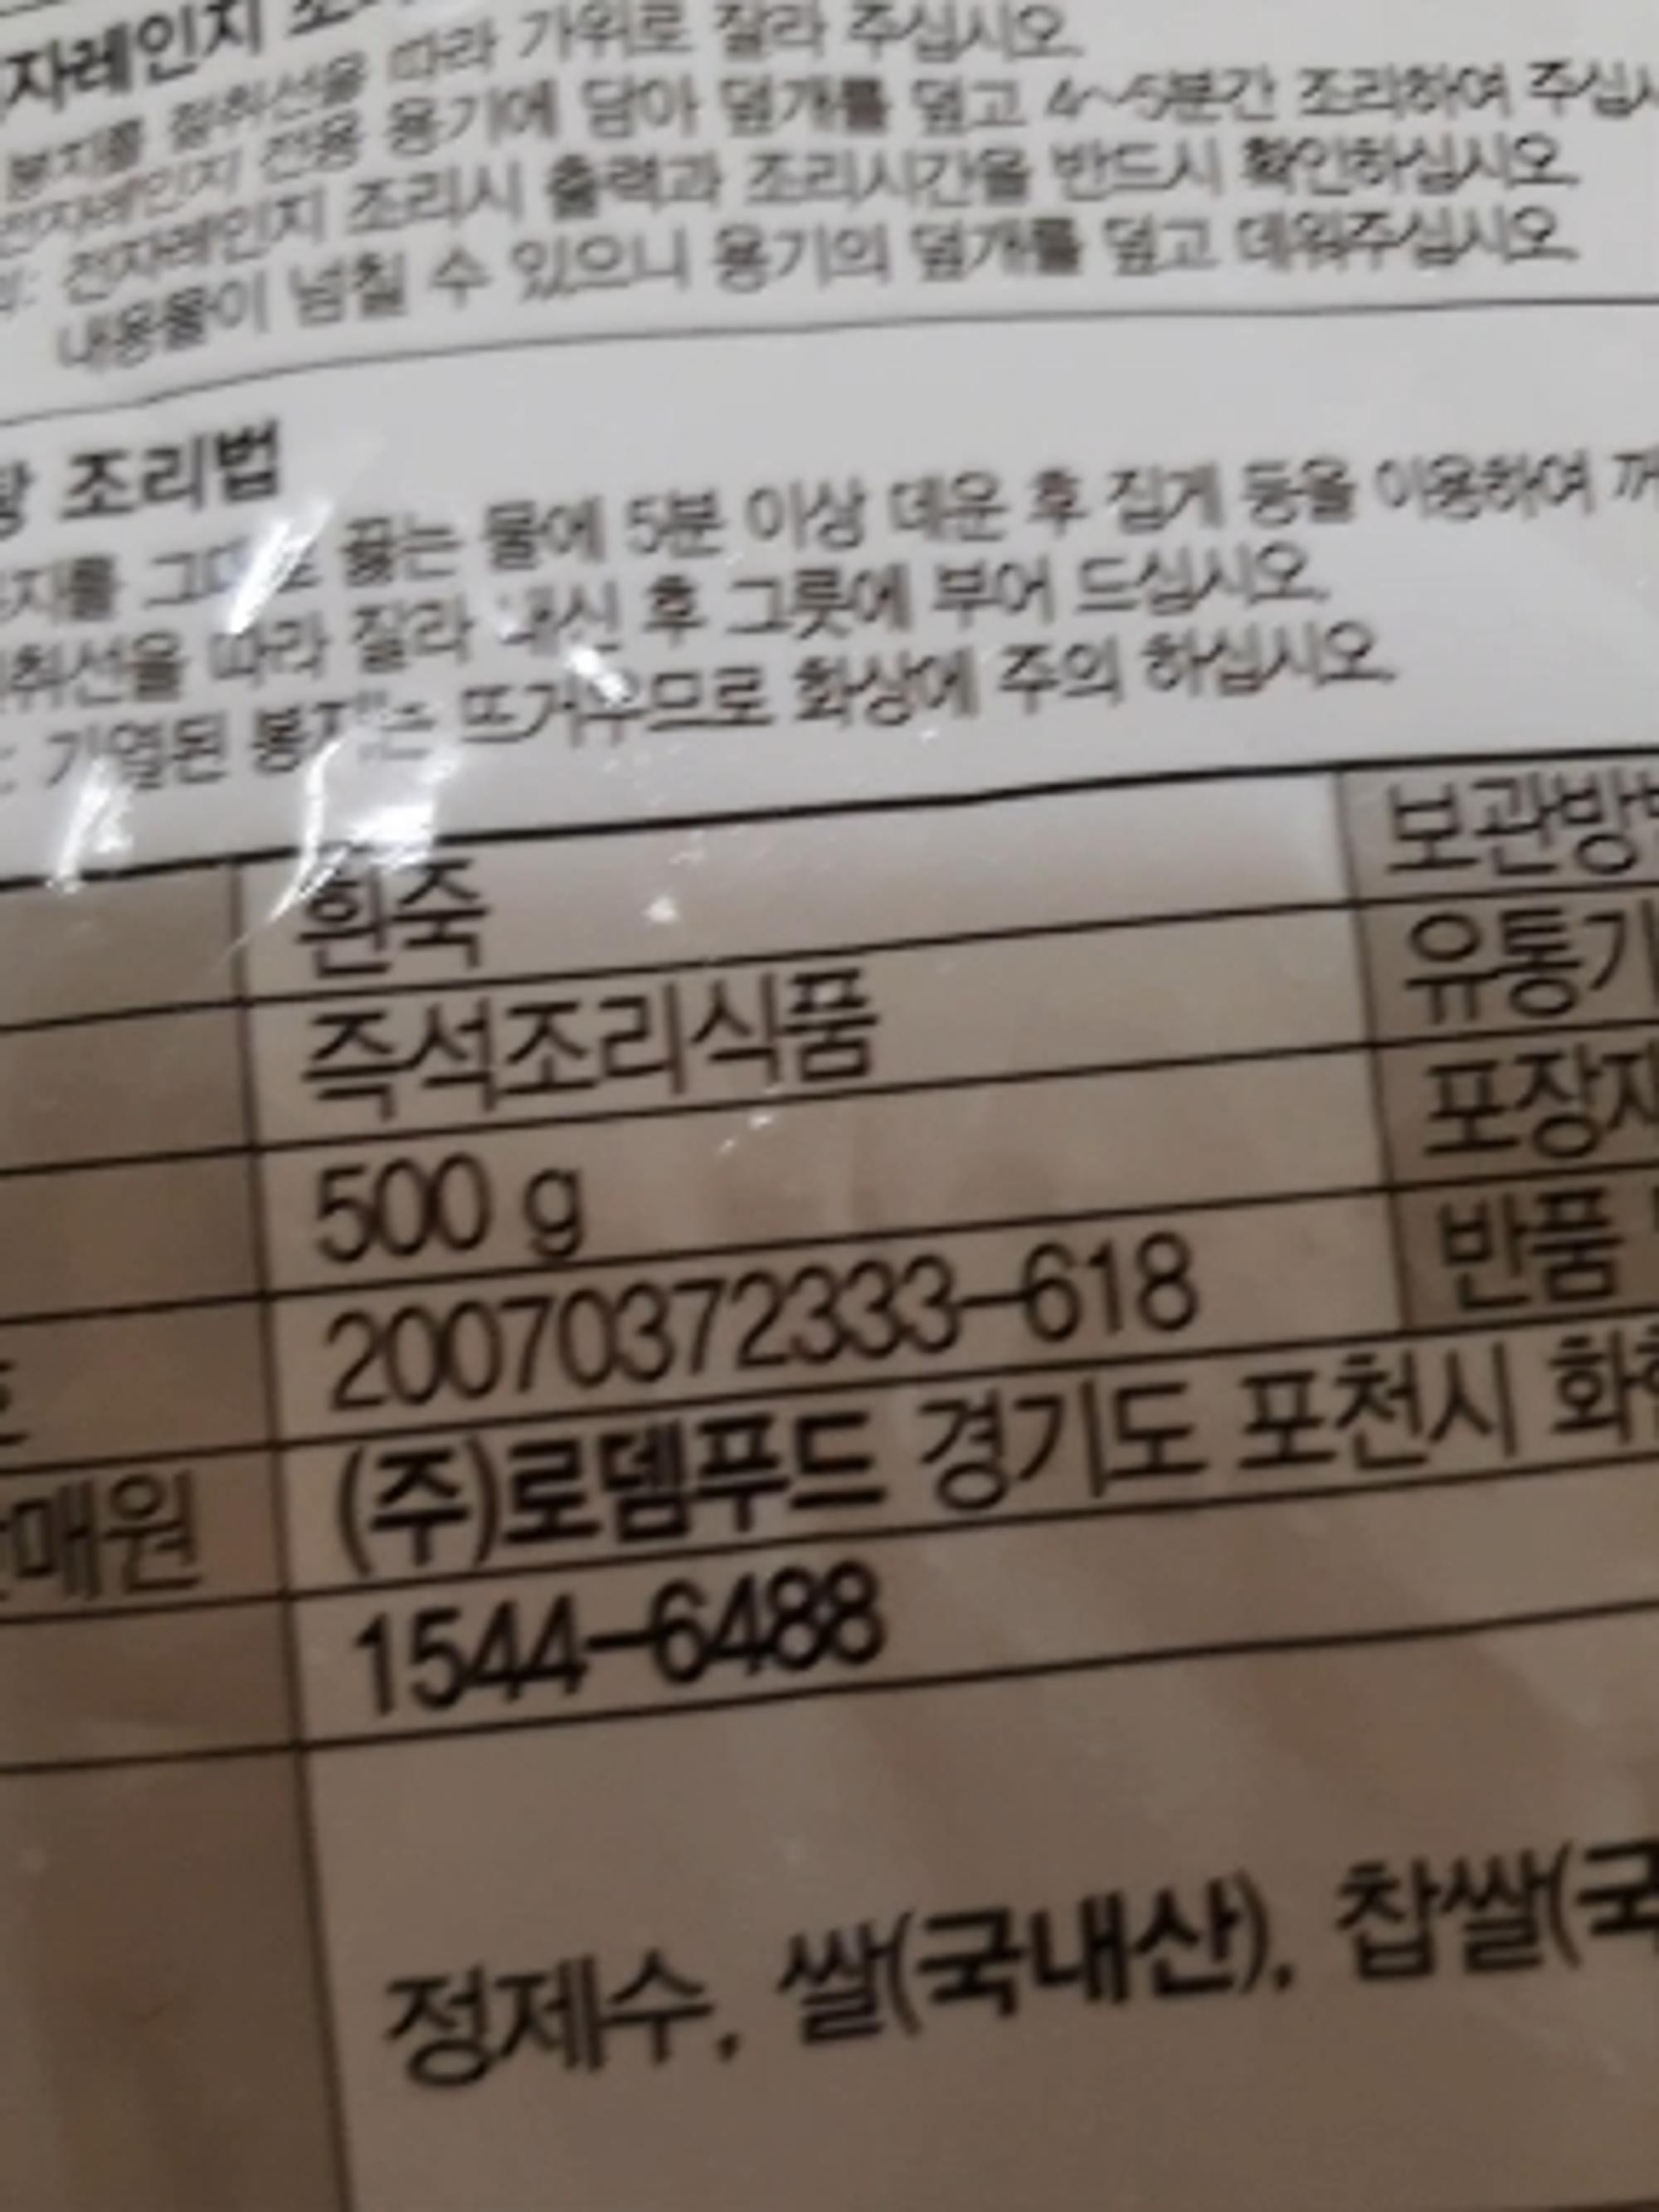 자레인지
봉지를 절취선을 따라 가위로 잘라 주십시오.
전자레인지 전용 용기에 담아 덮개를 덮고 4~5분간 조리하여 주십시
전자레인지 조리시 출력과 조리시간을 반드시 확인하십시오.
내용물이 넘칠 수 있으니 용기의 덮개를 덮고 데워주십시오.
탕 조리법
지를 끓는 물에 5분 이상 데운 후 집게 등을 이용하여 꺼
취선을 따라 잘라 내신 후 그릇에 부어 드십시오.
: 가열된 뜨거우므로 화상에 주의 하십시오.
흰죽 보관방법
즉석조리식품 유통기
500 g 포장재
20070372333-618 반품
매원 (주)로뎀푸드 경기도 포천시 화현
1544-6488
정제수, 쌀(국내산), 찹쌀(국